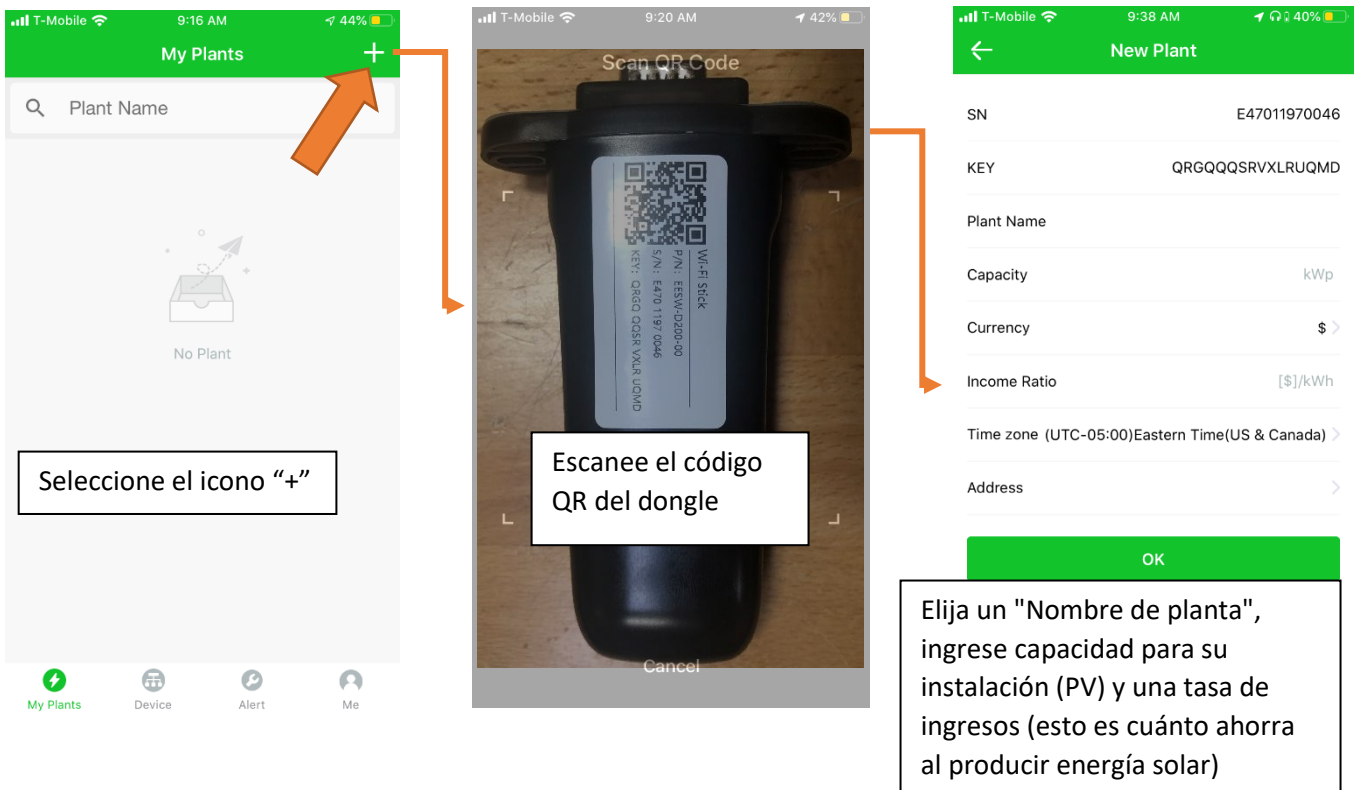 T-Mobile 9:16 AM 44%
My Plants +
Plant Name
No Plant
Seleccione el icono “+”
My Plants Device Alert Me
T-Mobile 9:20 AM 42%
Scan QR Code
Wi-Fi Stick
P/N: EESW-D200-00
S/N: E470 1197 0046
KEY: QRGQ QQSR VXLR UQMD
Escanee el código
QR del dongle
Cancel
T-Mobile 9:38 AM 40%
New Plant
SN E47011970046
KEY QRGQQQSRVXLRUQMD
Plant Name
Capacity kWp
Currency $
Income Ratio [$]/kWh
Time zone (UTC-05:00)Eastern Time(US & Canada)
Address
OK
Elija un "Nombre de planta",
ingrese capacidad para su
instalación (PV) y una tasa de
ingresos (esto es cuánto ahorra
al producir energía solar)